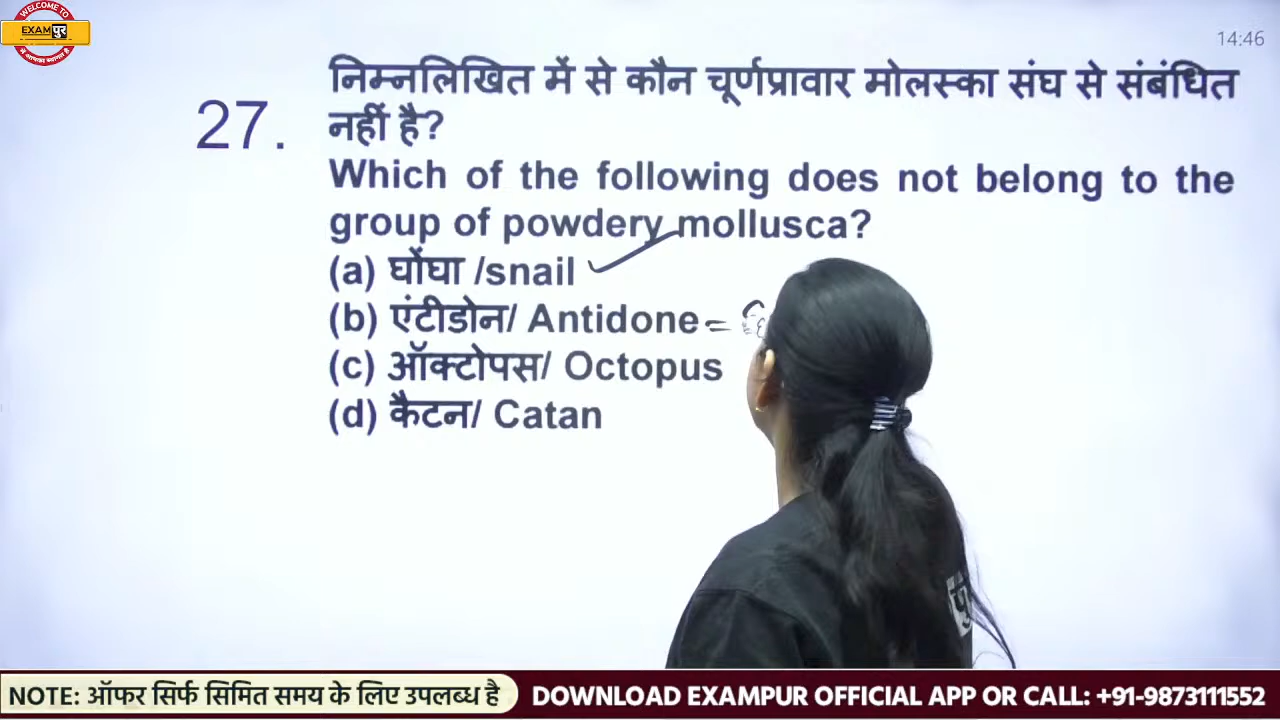 WELCOME TO
EXAMपुर
14:46
27.
निम्नलिखित में से कौन चूर्णप्रावार मोलस्का संघ से संबंधित
नहीं है?
Which of the following does not belong to the
group of powdery mollusca?
(a) घोंघा /snail
(b) एंटीडोन/ Antidone =
(c) ऑक्टोपस/ Octopus
(d) कैटन/ Catan
पु
NOTE: ऑफर सिर्फ सिमित समय के लिए उपलब्ध है
DOWNLOAD EXAMPUR OFFICIAL APP OR CALL: +91-9873111552